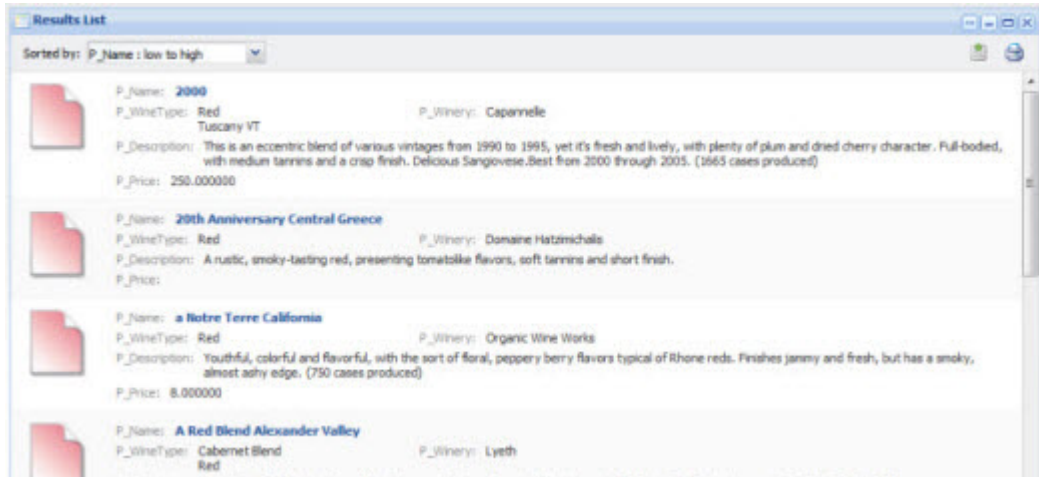 Results List
Sorted by: P_Name : low to high
P_Name: 2000
P_WineType: Red P_Winery: Capannelle
Tuscany VT
P_Description: This is an eccentric blend of various vintages from 1990 to 1995, yet it's fresh and lively, with plenty of plum and dried cherry character. Full-bodied,
with medium tannins and a crisp finish. Delicious Sangiovese.Best from 2000 through 2005. (1665 cases produced)
P_Price: 250.000000
P_Name: 20th Anniversary Central Greece
P_WineType: Red P_Winery: Domaine Hatzimichalis
P_Description: A rustic, smoky-tasting red, presenting tomatolike flavors, soft tannins and short finish.
P_Price:
P_Name: a Notre Terre California
P_WineType: Red P_Winery: Organic Wine Works
P_Description: Youthful, colorful and flavorful, with the sort of floral, peppery berry flavors typical of Rhone reds. Finishes jammy and fresh, but has a smoky,
almost ashy edge. (750 cases produced)
P_Price: 8.000000
P_Name: A Red Blend Alexander Valley
P_WineType: Cabernet Blend P_Winery: Lyeth
Red